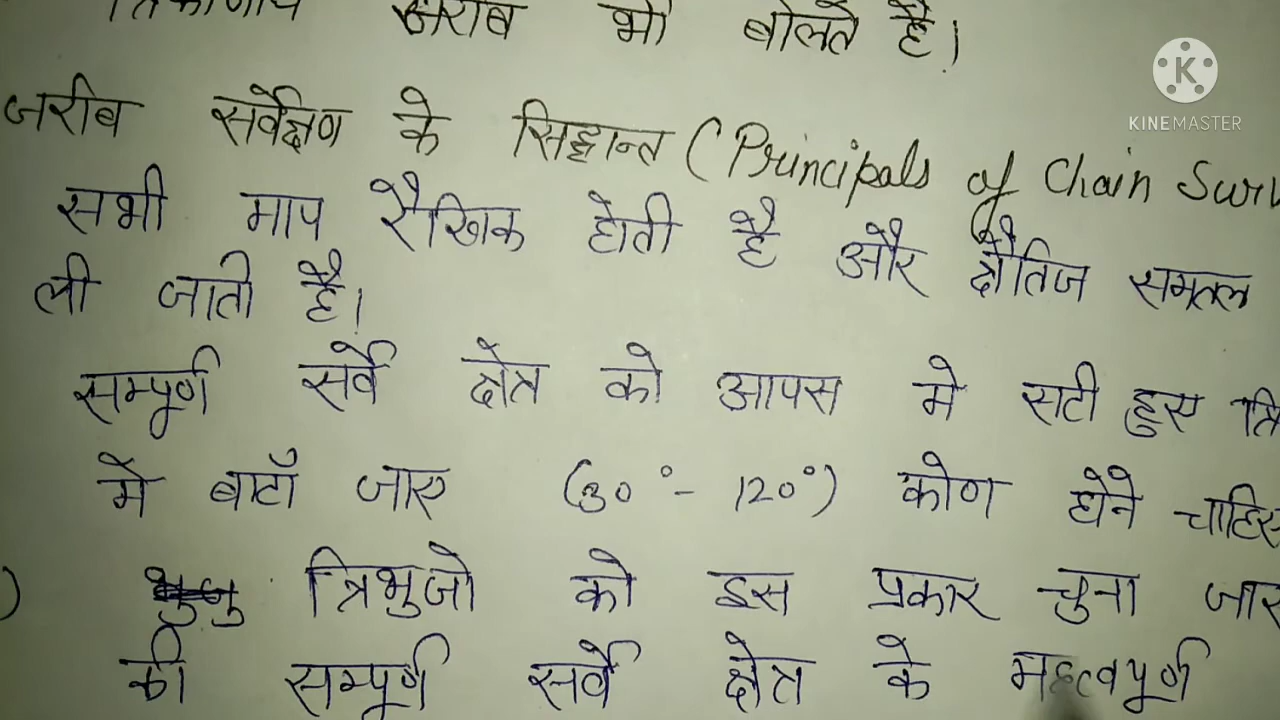 जरीब भी बोलते है।
जरीब सर्वेक्षण के सिद्धान्त (Principals of Chain Surv
सभी माप रैखिक होती है और क्षैतिज समतल
ली जाती है।
सम्पूर्ण सर्वे क्षेत्र को आपस मे सटी हुए त्रि
मे बाटाँ जाए (30° - 120°) कोण होने चाहिए
) त्रिभुजो को इस प्रकार चुना जाए
की सम्पूर्ण सर्वे क्षेत्र के महत्वपूर्ण
K
KINEMASTER